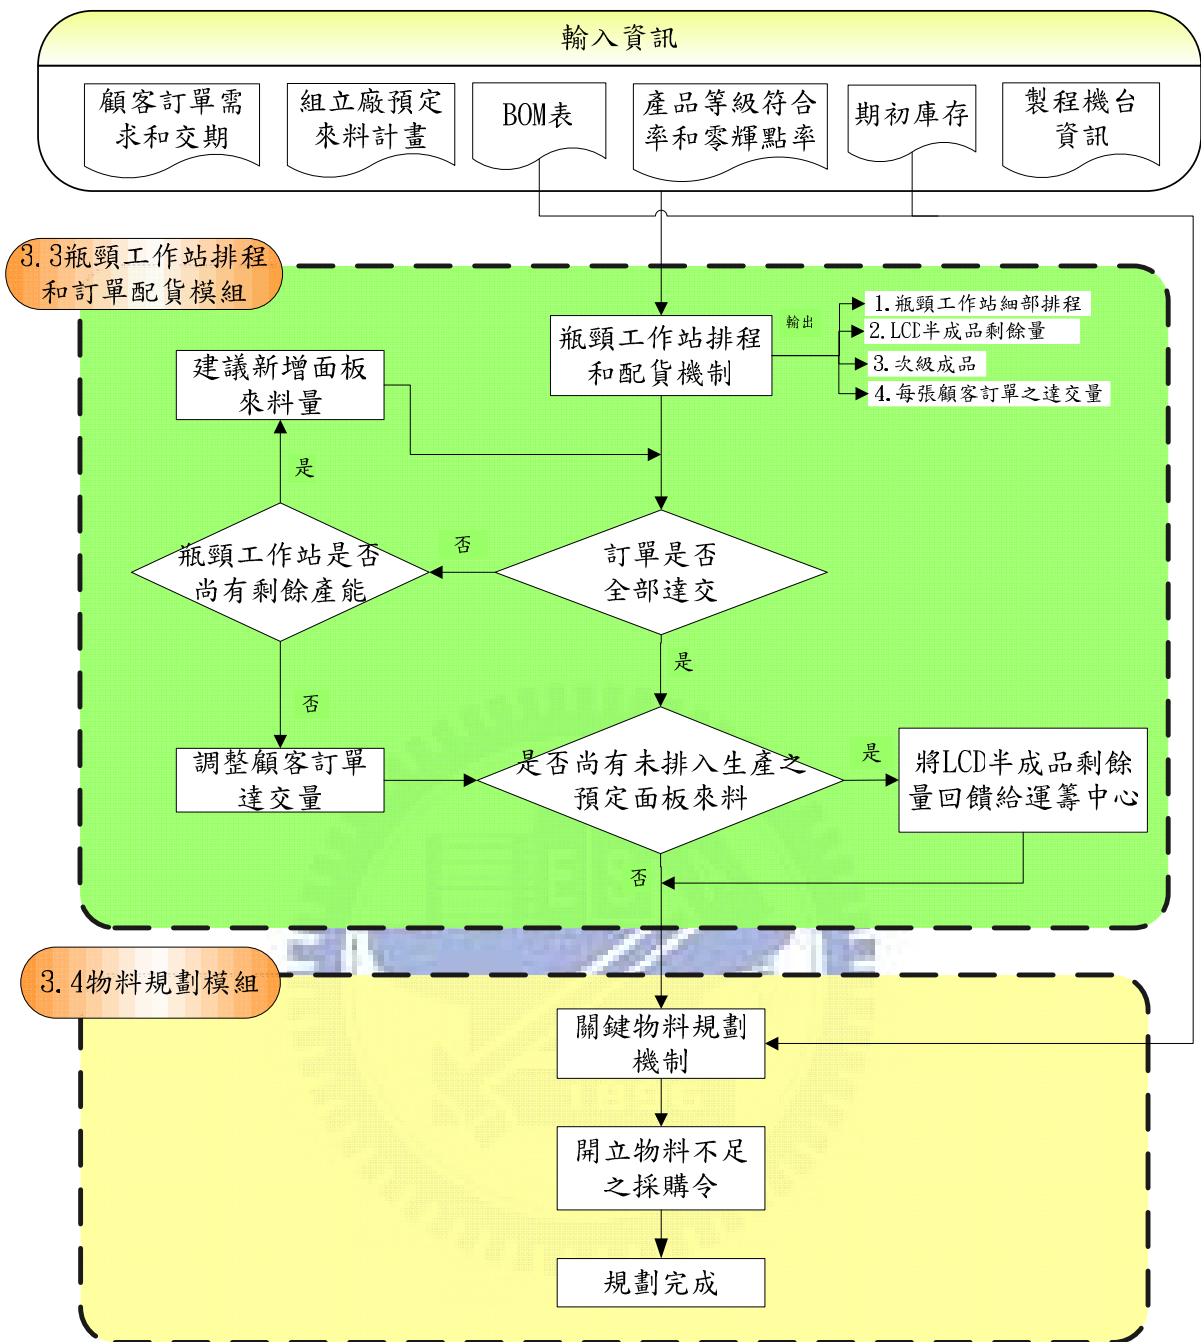 輸入資訊
顧客訂單需
求和交期
組立廠預定
來料計畫
BOM表
產品等級符合
率和零輝點率
期初庫存
製程機台
資訊
3.3瓶頸工作站排程
和訂單配貨模組
瓶頸工作站排程
和配貨機制
輸出
1.瓶頸工作站細部排程
2.LCD半成品剩餘量
3.次級成品
4.每張顧客訂單之達交量
建議新增面板
來料量
是
瓶頸工作站是否
尚有剩餘產能
否
訂單是否
全部達交
是
否
調整顧客訂單
達交量
是否尚有未排入生產之
預定面板來料
是
將LCD半成品剩餘
量回饋給運籌中心
否
3.4物料規劃模組
關鍵物料規劃
機制
開立物料不足
之採購令
規劃完成
1896